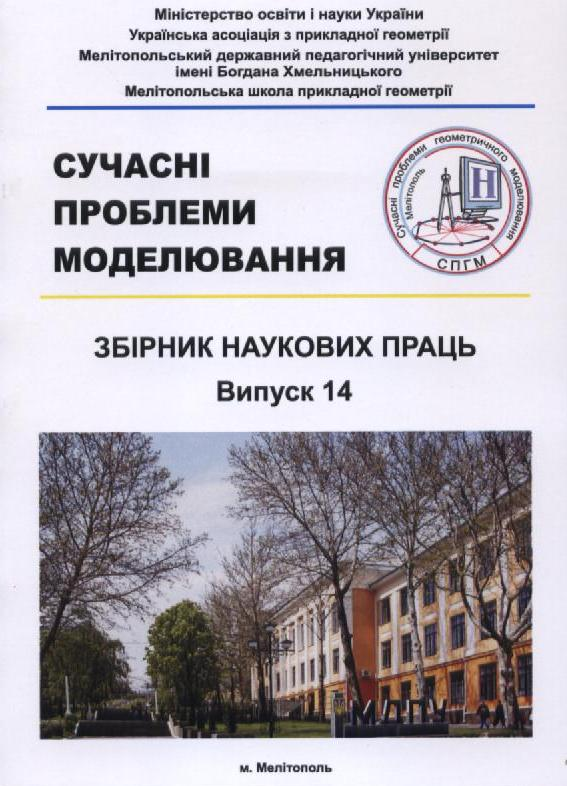 Міністерство освіти і науки України
Українська асоціація з прикладної геометрії
Мелітопольський державний педагогічний університет
імені Богдана Хмельницького
Мелітопольська школа прикладної геометрії
СУЧАСНІ
ПРОБЛЕМИ
МОДЕЛЮВАННЯ
Сучасні проблеми геометричного моделювання
Мелітополь
Н
СПГМ
ЗБІРНИК НАУКОВИХ ПРАЦЬ
Випуск 14
МДПУ
м. Мелітополь